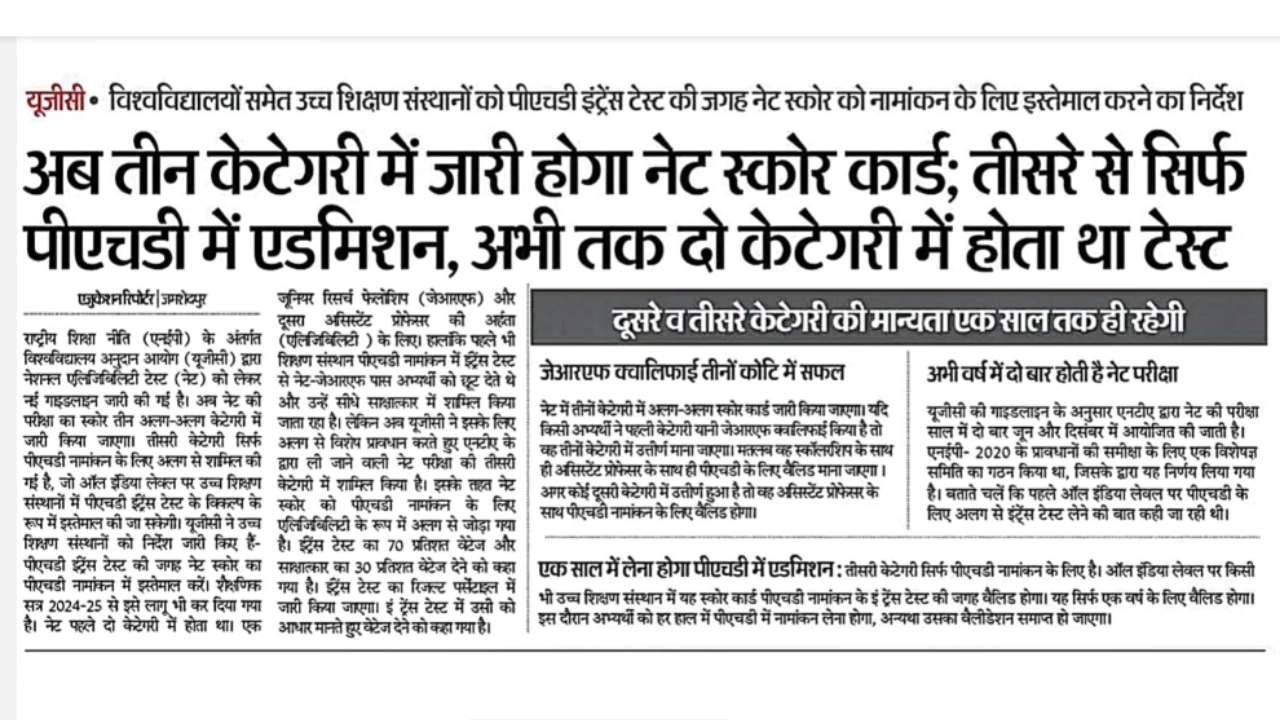 यूजीसी • विश्वविद्यालयों समेत उच्च शिक्षण संस्थानों को पीएचडी इंट्रेंस टेस्ट की जगह नेट स्कोर को नामांकन के लिए इस्तेमाल करने का निर्देश
अब तीन केटेगरी में जारी होगा नेट स्कोर कार्ड; तीसरे से सिर्फ
पीएचडी में एडमिशन, अभी तक दो केटेगरी में होता था टेस्ट
एजुकेशन रिपोर्टर | जमशेदपुर
राष्ट्रीय शिक्षा नीति (एनईपी) के अंतर्गत
विश्वविद्यालय अनुदान आयोग (यूजीसी) द्वारा
नेशनल एलिजिबिलिटी टेस्ट (नेट) को लेकर
नई गाइडलाइन जारी की गई है। अब नेट की
परीक्षा का स्कोर तीन अलग-अलग केटेगरी में
जारी किया जाएगा। तीसरी केटेगरी सिर्फ
पीएचडी नामांकन के लिए अलग से शामिल की
गई है, जो ऑल इंडिया लेवल पर उच्च शिक्षण
संस्थानों में पीएचडी इंट्रेंस टेस्ट के विकल्प के
रूप में इस्तेमाल की जा सकेगी। यूजीसी ने उच्च
शिक्षण संस्थानों को निर्देश जारी किए हैं-
पीएचडी इंट्रेंस टेस्ट की जगह नेट स्कोर का
पीएचडी नामांकन में इस्तेमाल करें। शैक्षणिक
सत्र 2024-25 से इसे लागू भी कर दिया गया
है। नेट पहले दो केटेगरी में होता था। एक
जूनियर रिसर्च फेलोशिप (जेआरएफ) और
दूसरा असिस्टेंट प्रोफेसर की अर्हता
(एलिजिबिलिटी ) के लिए। हालांकि पहले भी
शिक्षण संस्थान पीएचडी नामांकन में इंट्रेंस टेस्ट
से नेट-जेआरएफ पास अभ्यर्थी को छूट देते थे
और उन्हें सीधे साक्षात्कार में शामिल किया
जाता रहा है। लेकिन अब यूजीसी ने इसके लिए
अलग से विशेष प्रावधान करते हुए एनटीए के
द्वारा ली जाने वाली नेट परीक्षा की तीसरी
केटेगरी में शामिल किया है। इसके तहत नेट
स्कोर को पीएचडी नामांकन के लिए
एलिजिबिलिटी के रूप में अलग से जोड़ा गया
है। इंट्रेंस टेस्ट का 70 प्रतिशत वेटेज और
साक्षात्कार का 30 प्रतिशत वेटेज देने को कहा
गया है। इंट्रेंस टेस्ट का रिजल्ट पर्सेंटाइल में
जारी किया जाएगा। इं ट्रेंस टेस्ट में उसी को
आधार मानते हुए वेटेज देने को कहा गया है।
दूसरे व तीसरे केटेगरी की मान्यता एक साल तक ही रहेगी
जेआरएफ क्वालिफाई तीनों कोटि में सफल
नेट में तीनों केटेगरी में अलग-अलग स्कोर कार्ड जारी किया जाएगा। यदि
किसी अभ्यर्थी ने पहली केटेगरी यानी जेआरएफ क्वालिफाई किया है तो
वह तीनों केटेगरी में उत्तीर्ण माना जाएगा। मतलब वह स्कॉलरशिप के साथ
ही असिस्टेंट प्रोफेसर के साथ ही पीएचडी के लिए वैलिड माना जाएगा ।
अगर कोई दूसरी केटेगरी में उत्तीर्ण हुआ है तो वह असिस्टेंट प्रोफेसर के
साथ पीएचडी नामांकन के लिए वैलिड होगा।
अभी वर्ष में दो बार होती है नेट परीक्षा
यूजीसी की गाइडलाइन के अनुसार एनटीए द्वारा नेट की परीक्षा
साल में दो बार जून और दिसंबर में आयोजित की जाती है।
एनईपी- 2020 के प्रावधानों की समीक्षा के लिए एक विशेषज्ञ
समिति का गठन किया था, जिसके द्वारा यह निर्णय लिया गया
है। बताते चलें कि पहले ऑल इंडिया लेवल पर पीएचडी के
लिए अलग से इंट्रेंस टेस्ट लेने की बात कही जा रही थी।
एक साल में लेना होगा पीएचडी में एडमिशन : तीसरी केटेगरी सिर्फ पीएचडी नामांकन के लिए है। ऑल इंडिया लेवल पर किसी
भी उच्च शिक्षण संस्थान में यह स्कोर कार्ड पीएचडी नामांकन के इं ट्रेंस टेस्ट की जगह वैलिड होगा। यह सिर्फ एक वर्ष के लिए वैलिड होगा।
इस दौरान अभ्यर्थी को हर हाल में पीएचडी में नामांकन लेना होगा, अन्यथा उसका वैलीडेशन समाप्त हो जाएगा।